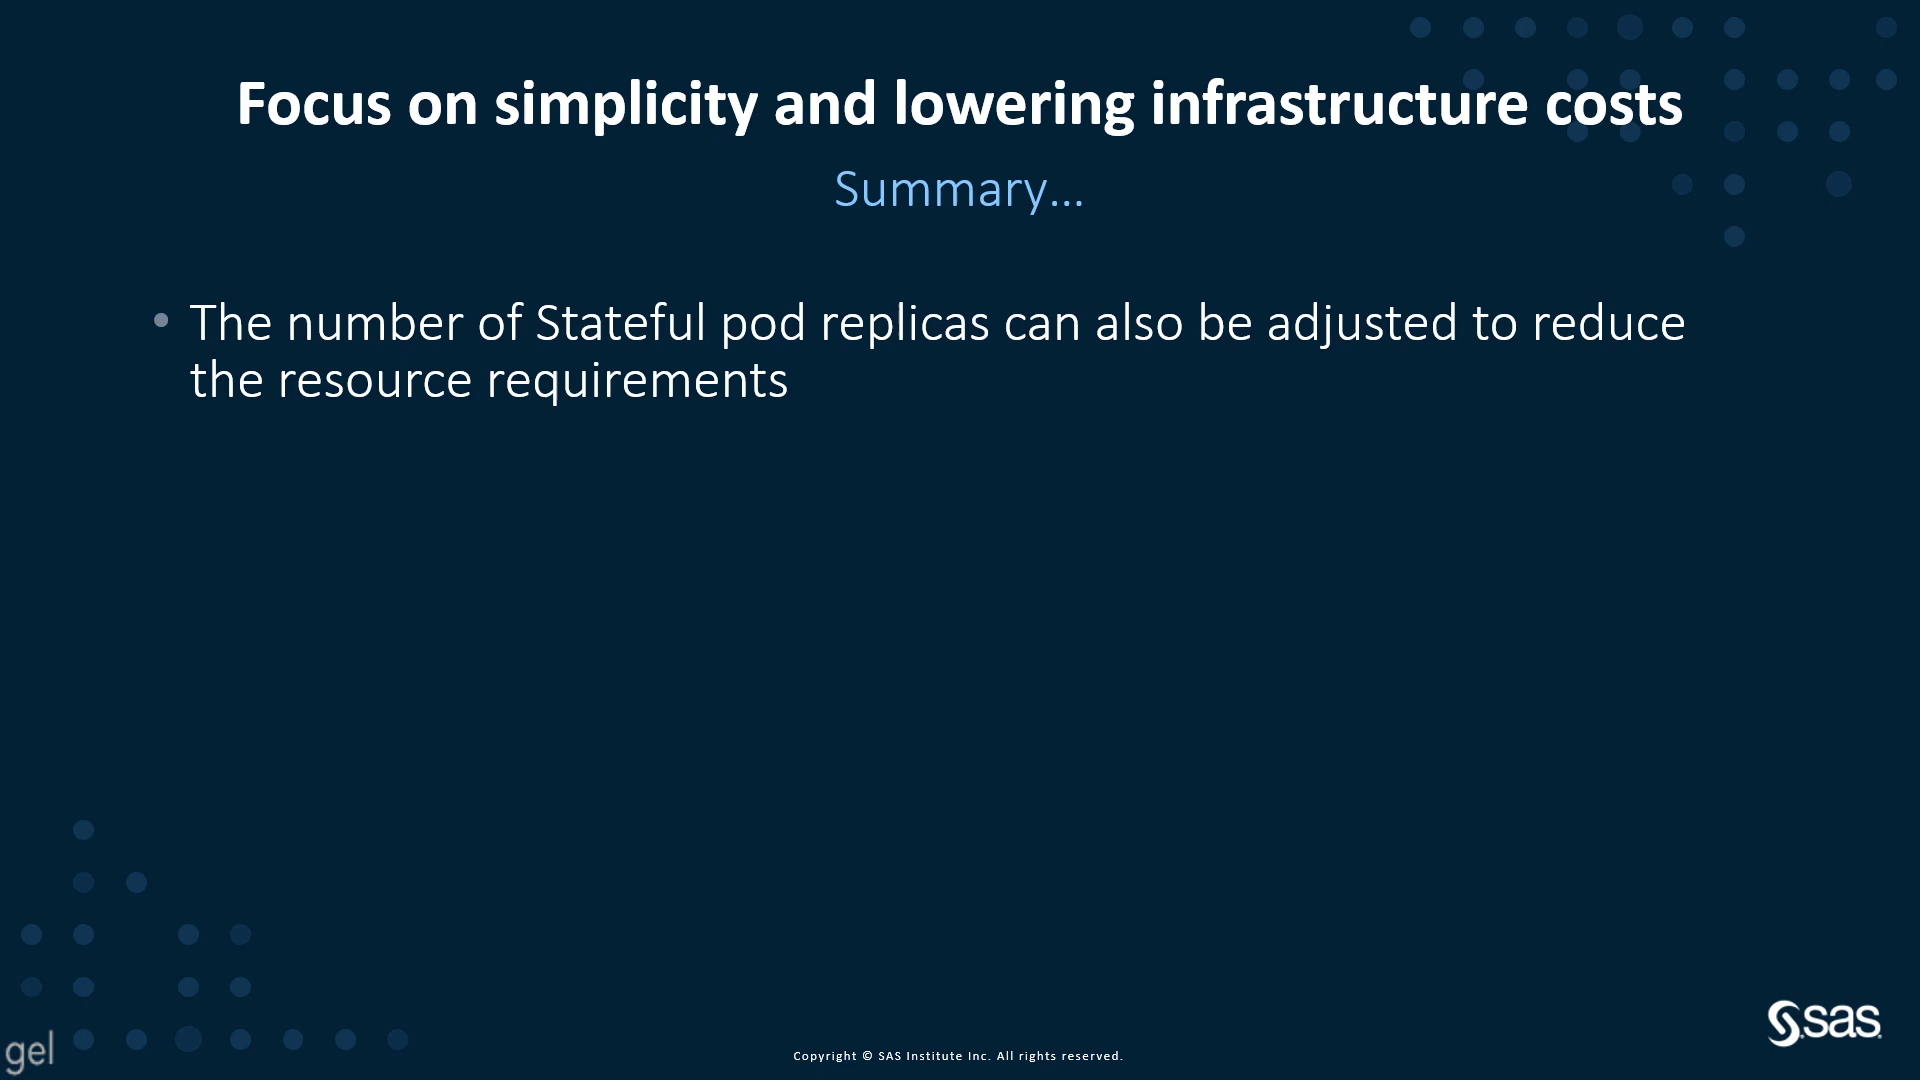 Focus on simplicity and lowering infrastructure costs
Summary...
• The number of Stateful pod replicas can also be adjusted to reduce
the resource requirements
gel
Copyright © SAS Institute Inc. All rights reserved.
sas